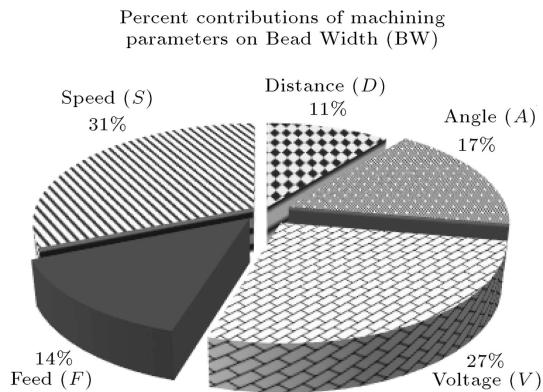 Percent contributions of machining
parameters on Bead Width (BW)
Distance (D)
11%
Speed (S)
31%
Angle (A)
17%
14%
Feed (F)
27%
Voltage (V)